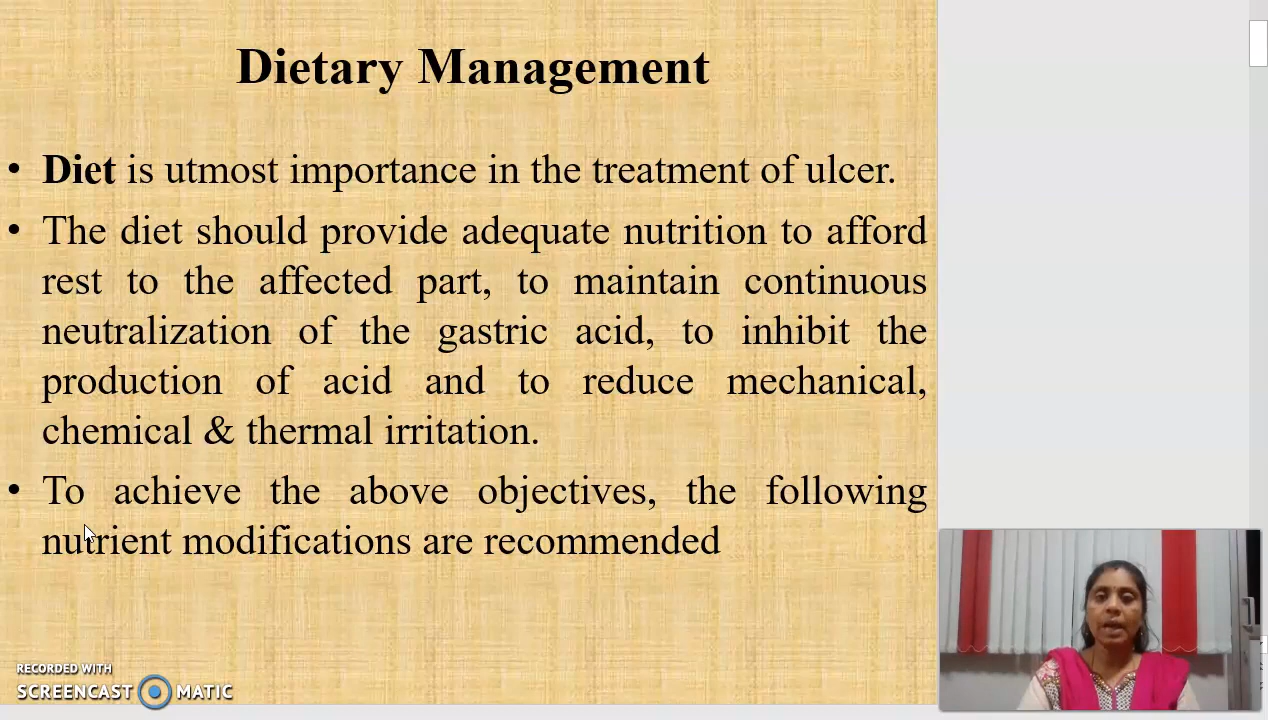 Dietary Management
• Diet is utmost importance in the treatment of ulcer.
• The diet should provide adequate nutrition to afford
rest to the affected part, to maintain continuous
neutralization of the gastric acid, to inhibit the
production of acid and to reduce mechanical,
chemical & thermal irritation.
• To achieve the above objectives, the following
nutrient modifications are recommended
RECORDED WITH
SCREENCAST MATIC